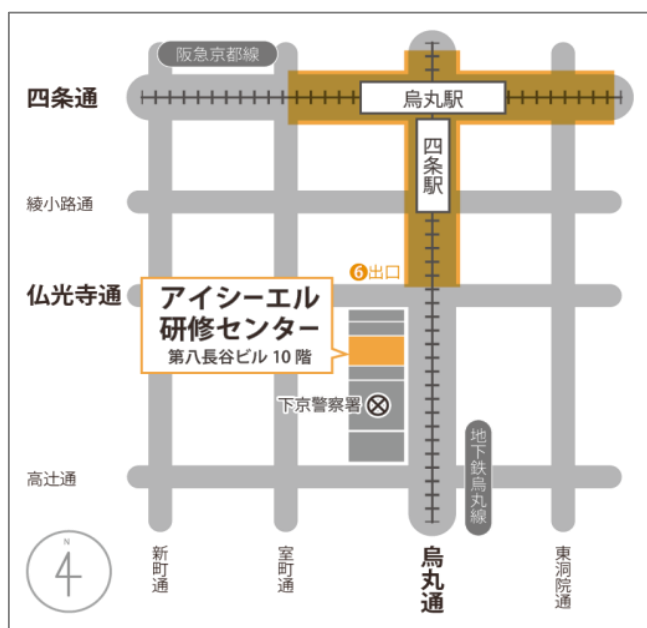 阪急京都線
四条通
烏丸駅
四条駅
綾小路通
❻出口
仏光寺通
アイシーエル
研修センター
第八長谷ビル 10 階
下京警察署
高辻通
地下鉄烏丸線
N
新町通
室町通
烏丸通
東洞院通